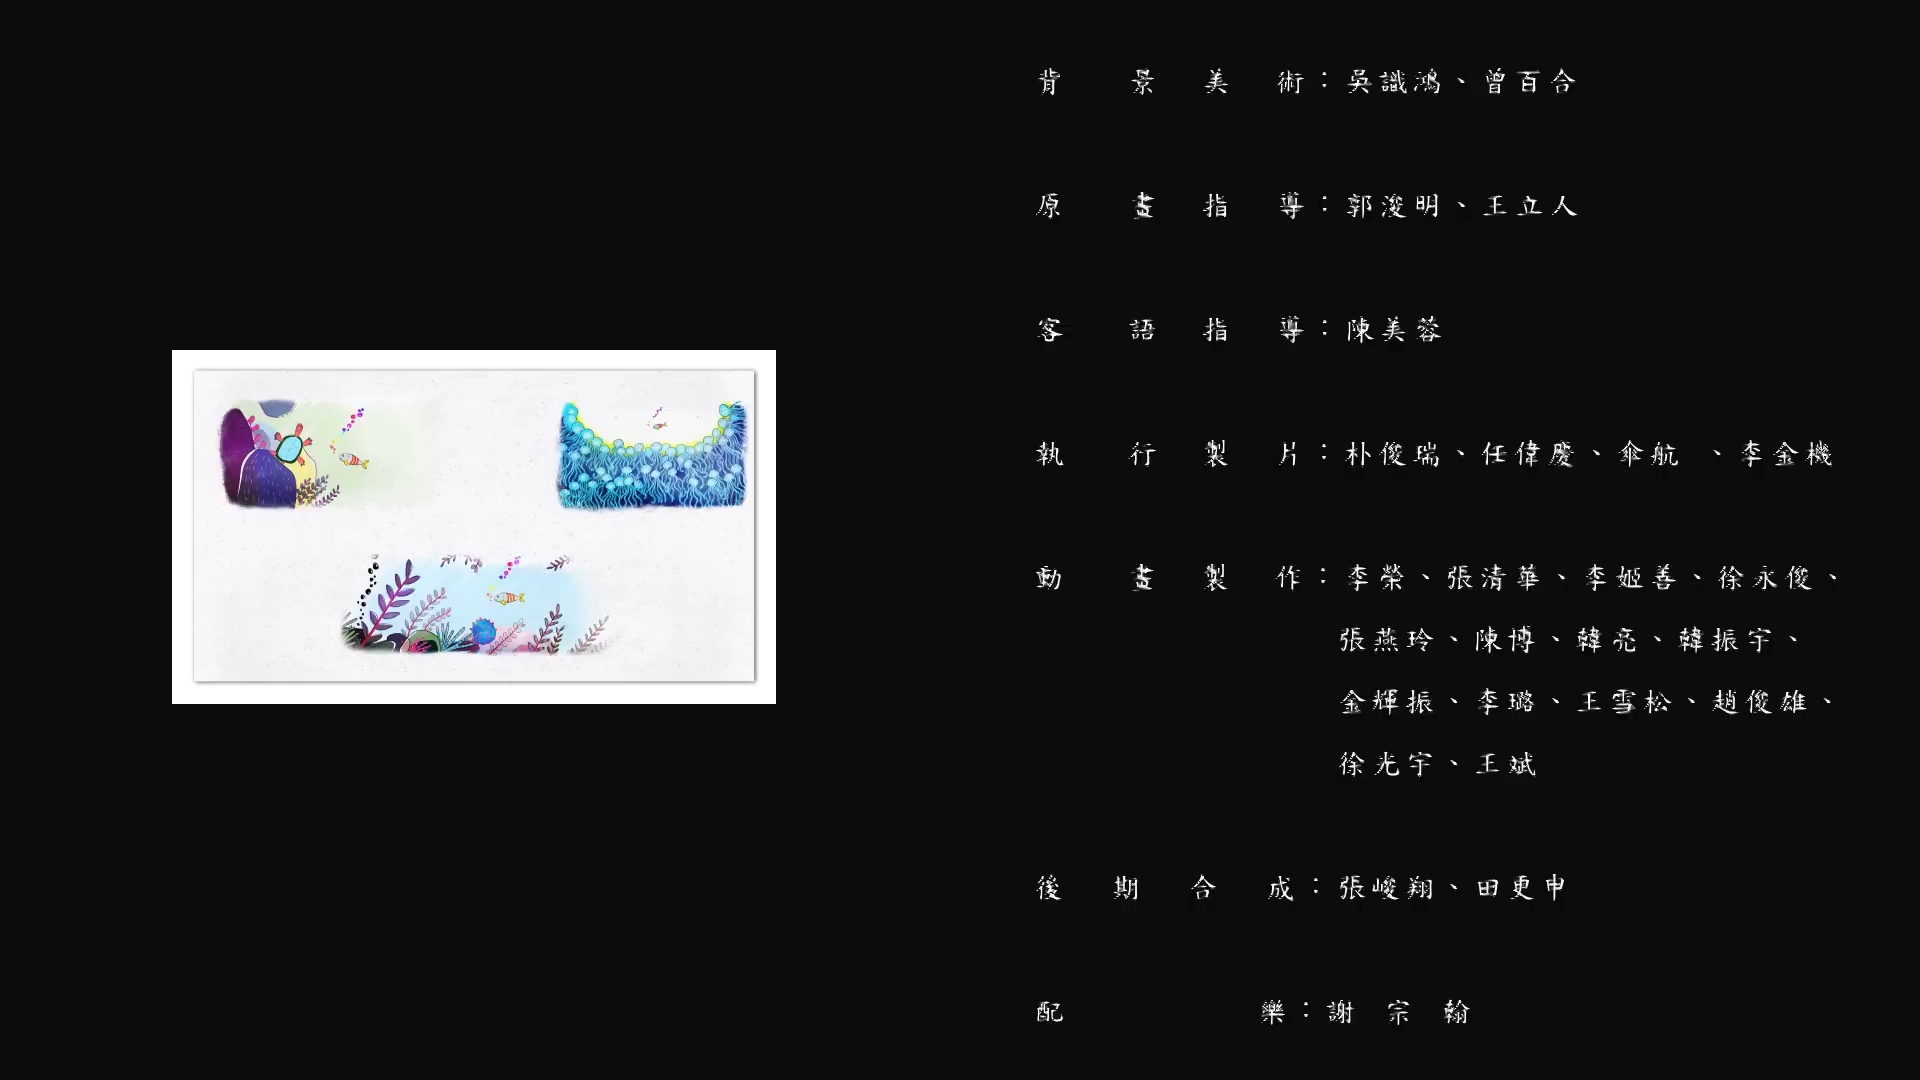 背景美術：吳識鴻、曾百合
原畫指導：郭浚明、王立人
客語指導：陳美蓉
執行製片：朴俊瑞、任偉慶、傘航、李金機
動畫製作：李榮、張清華、李姬善、徐永俊、
張燕玲、陳博、韓亮、韓振宇、
金輝振、李璐、王雪松、趙俊雄、
徐光宇、王斌
後期合成：張峻翔、田更申
配樂：謝宗翰